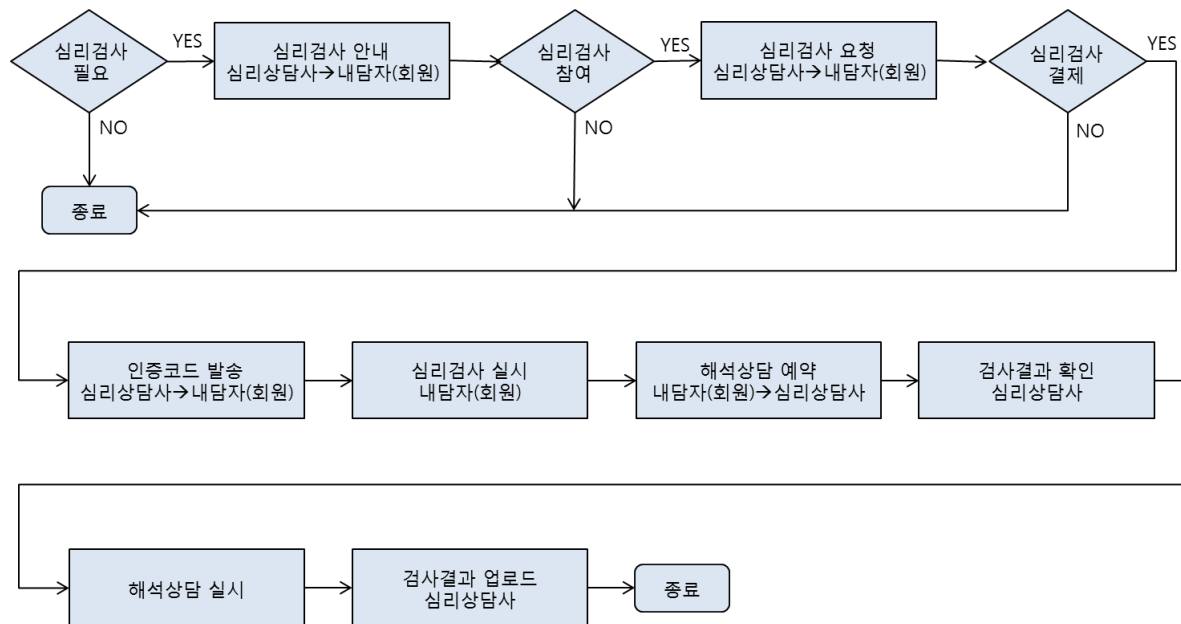 심리검사
필요
YES
심리검사 안내
심리상담사→내담자(회원)
심리검사
참여
YES
심리검사 요청
심리상담사→내담자(회원)
심리검사
결제
YES
NO
NO
NO
종료
인증코드 발송
심리상담사→내담자(회원)
심리검사 실시
내담자(회원)
해석상담 예약
내담자(회원)→심리상담사
검사결과 확인
심리상담사
해석상담 실시
검사결과 업로드
심리상담사
종료